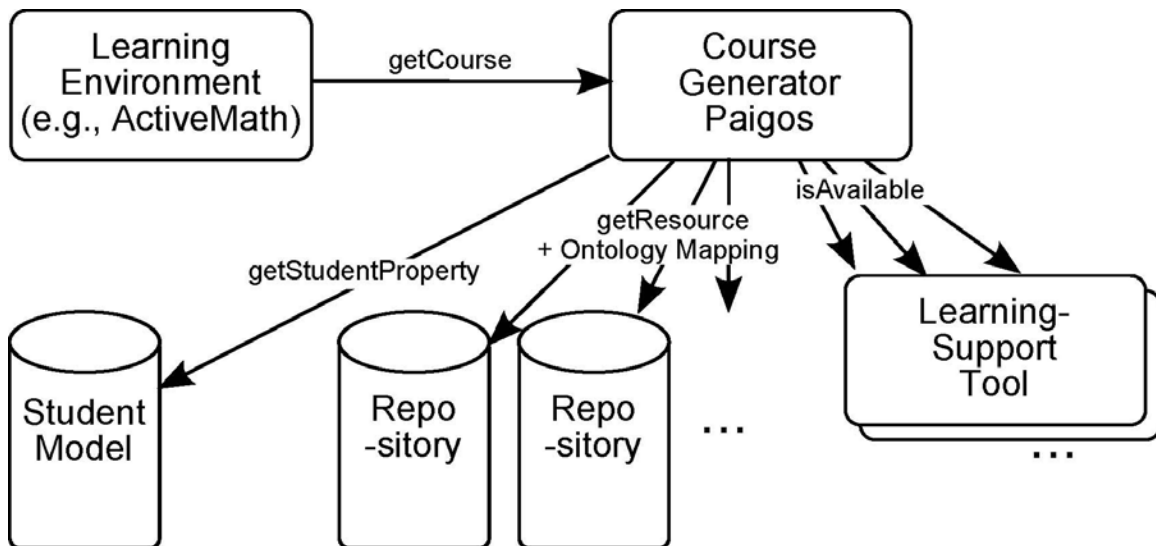 Learning
Environment
(e.g., ActiveMath)
getCourse
Course
Generator
Paigos
isAvailable
getResource
+ Ontology Mapping
getStudentProperty
Student
Model
Repo
-sitory
Repo
-sitory
...
Learning-
Support
Tool
...